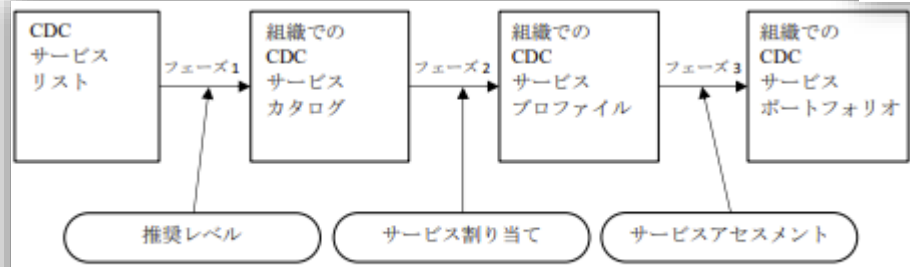 CDC
サービス
リスト
フェーズ 1
組織での
CDC
サービス
カタログ
フェーズ 2
組織での
CDC
サービス
プロファイル
フェーズ 3
組織での
CDC
サービス
ポートフォリオ
推奨レベル
サービス割り当て
サービスアセスメント